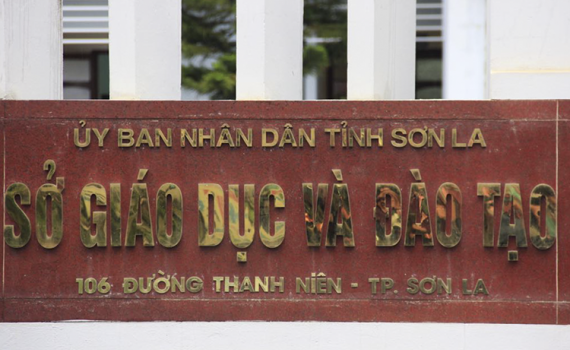 ỦY BAN NHÂN DÂN TỈNH SƠN LA
SỞ GIÁO DỤC VÀ ĐÀO TẠO
106 ĐƯỜNG THANH NIÊN - TP. SƠN LA